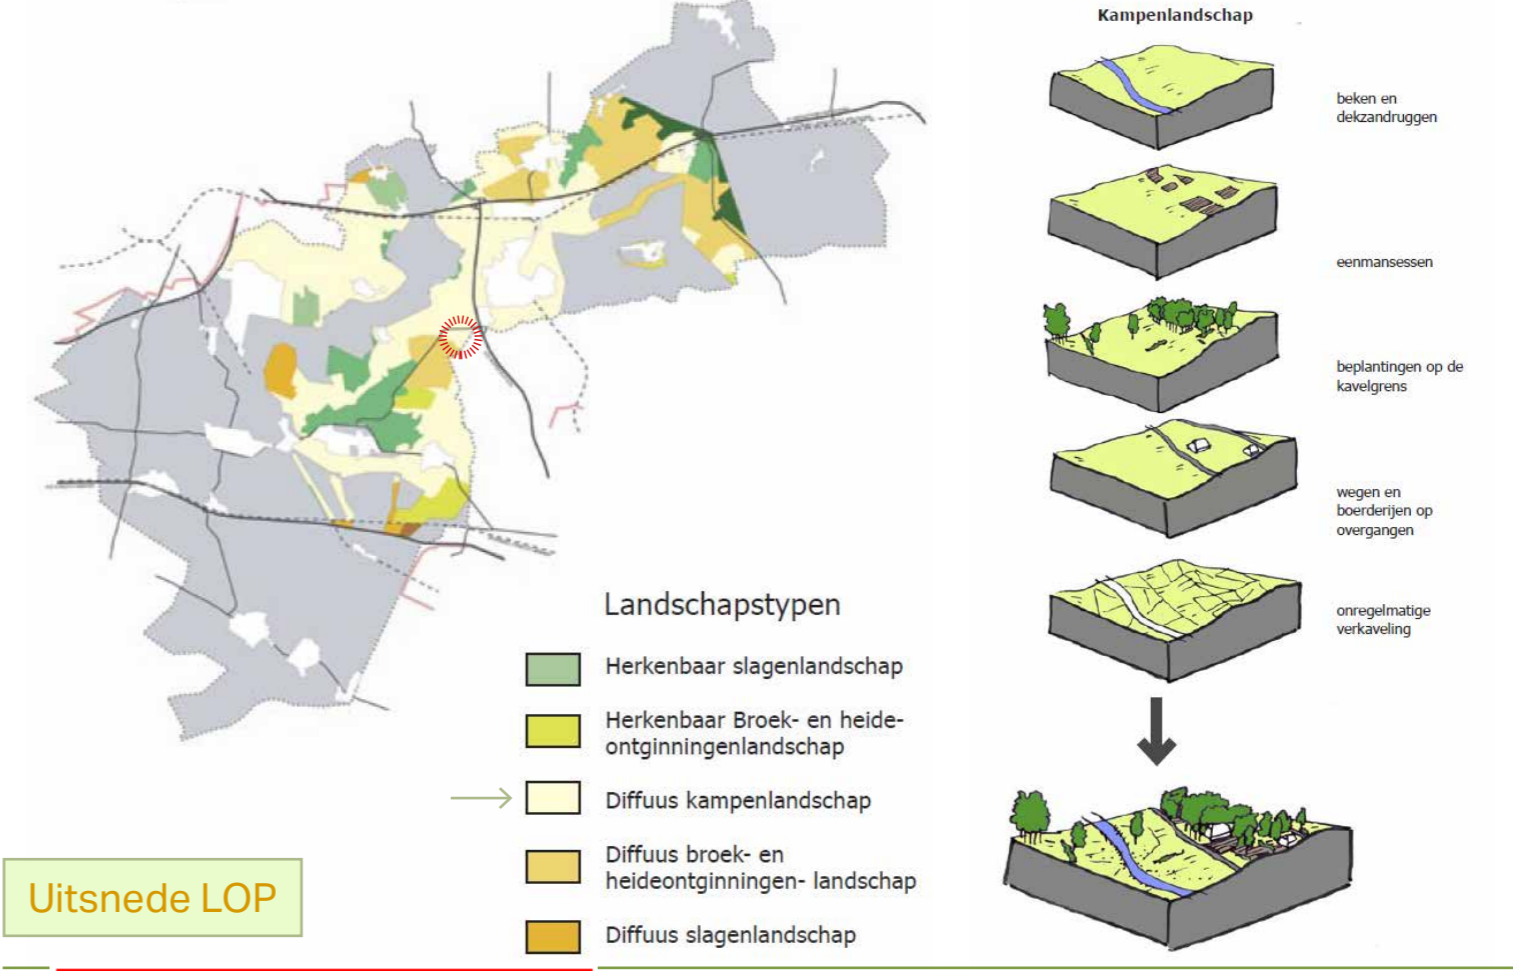 Kampenlandschap
beken en
dekzandruggen
eenmansessen
beplantingen op de
kavelgrens
wegen en
boerderijen op
overgangen
onregelmatige
verkaveling
Landschapstypen
Herkenbaar slagenlandschap
Herkenbaar Broek- en heide-
ontginningenlandschap
Diffuus kampenlandschap
Diffuus broek- en
heideontginningen- landschap
Diffuus slagenlandschap
Uitsnede LOP